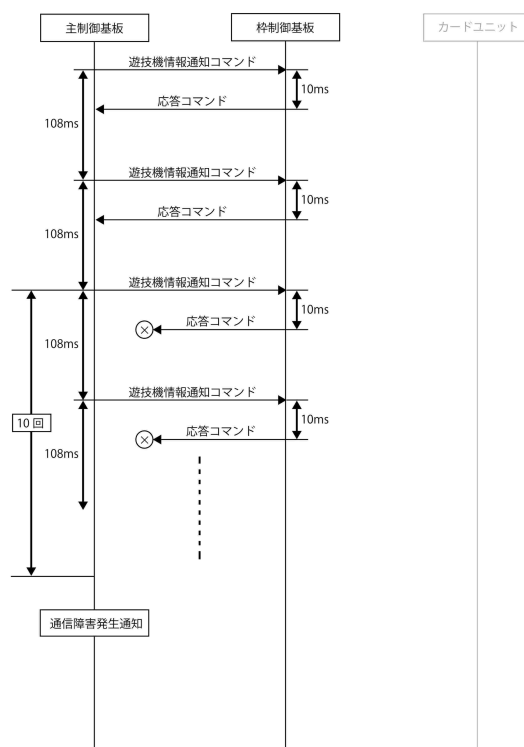 主制御基板
枠制御基板
カードユニット
遊技機情報通知コマンド
10ms
応答コマンド
108ms
遊技機情報通知コマンド
10ms
応答コマンド
108ms
遊技機情報通知コマンド
10ms
応答コマンド
108ms
遊技機情報通知コマンド
10ms
10 回
応答コマンド
108ms
通信障害発生通知